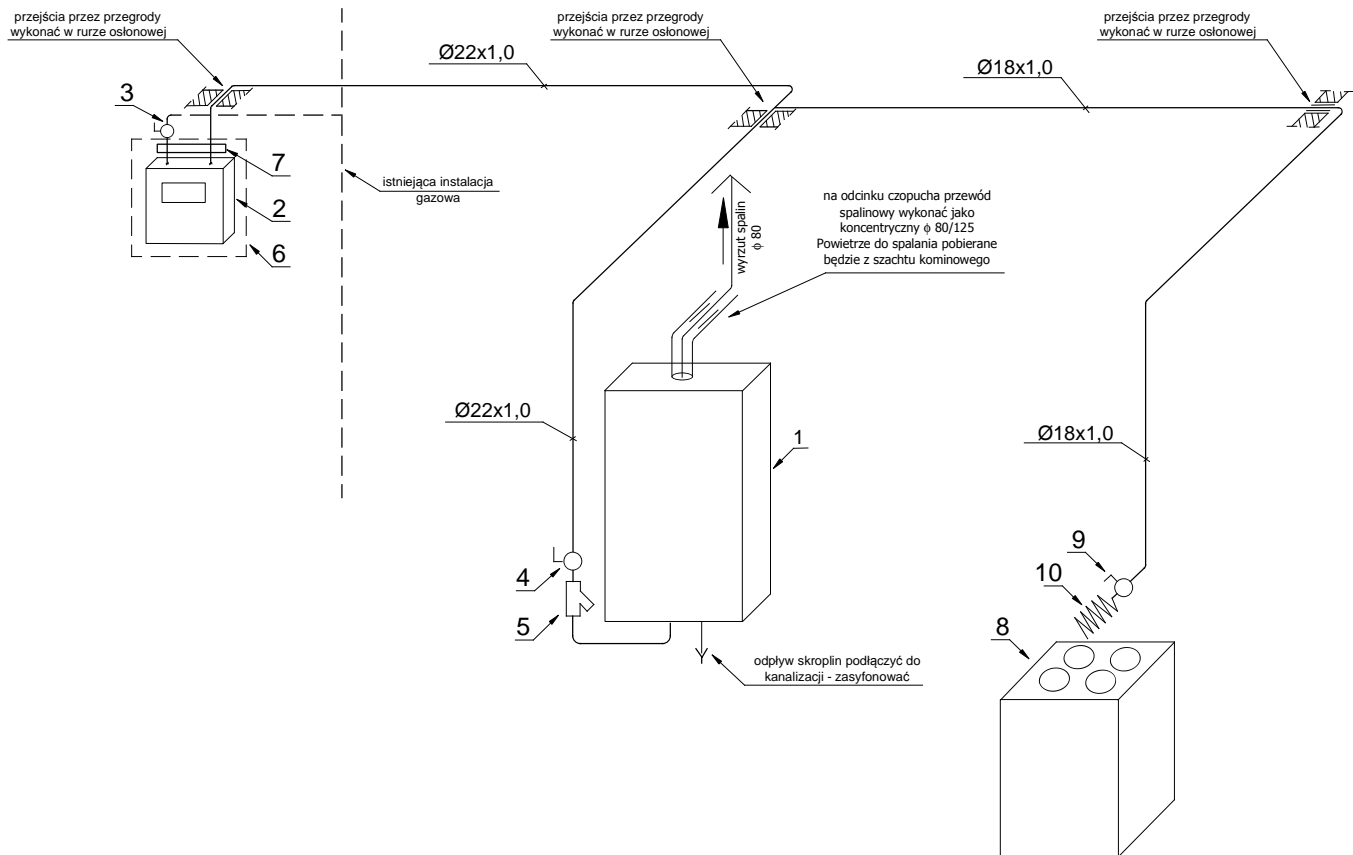 przejścia przez przegrody
wykonać w rurze osłonowej
przejścia przez przegrody
wykonać w rurze osłonowej
przejścia przez przegrody
wykonać w rurze osłonowej
Ø22x1,0
Ø18x1,0
3
7
2
6
istniejąca instalacja
gazowa
wyrzut spalin
ϕ 80
na odcinku czopucha przewód
spalinowy wykonać jako
koncentryczny ϕ 80/125
Powietrze do spalania pobierane
będzie z szachtu kominowego
Ø22x1,0
1
Ø18x1,0
4
5
9
10
8
odpływ skroplin podłączyć do
kanalizacji - zasyfonować